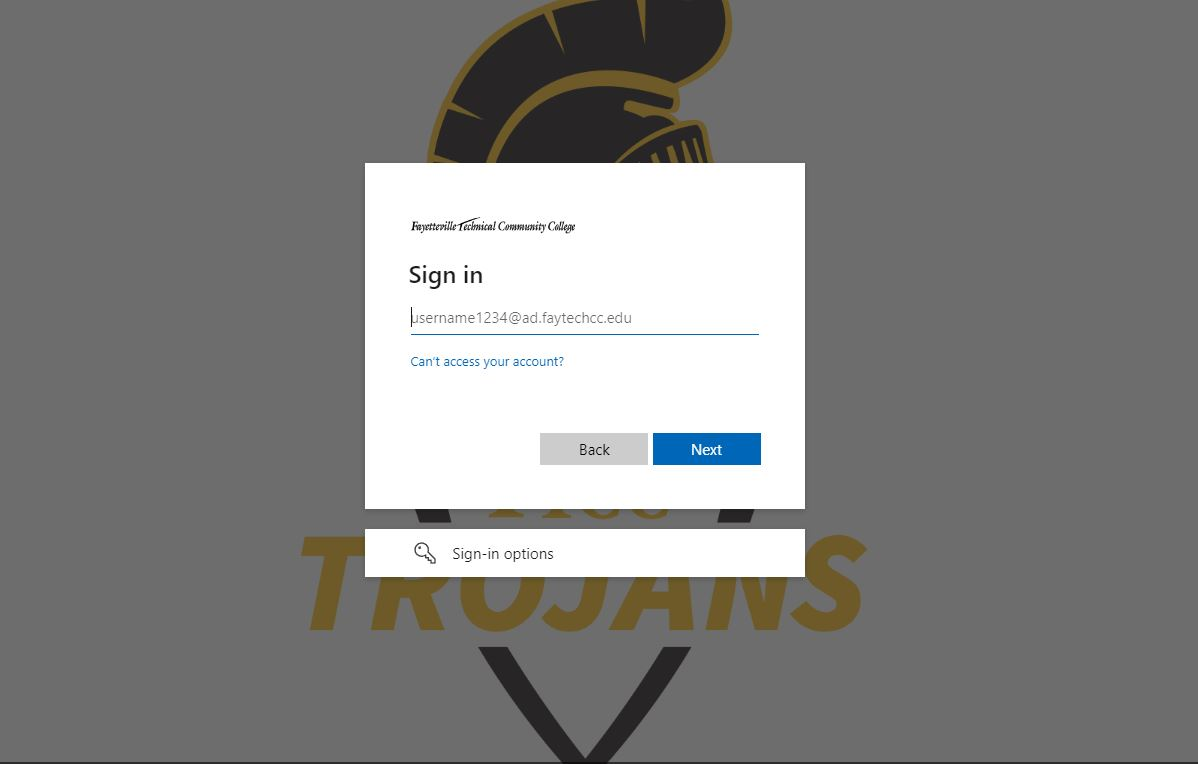 Fayetteville Technical Community College
Sign in
username1234@ad.faytechcc.edu
Can't access your account?
Back
Next
Sign-in options
TROJANS